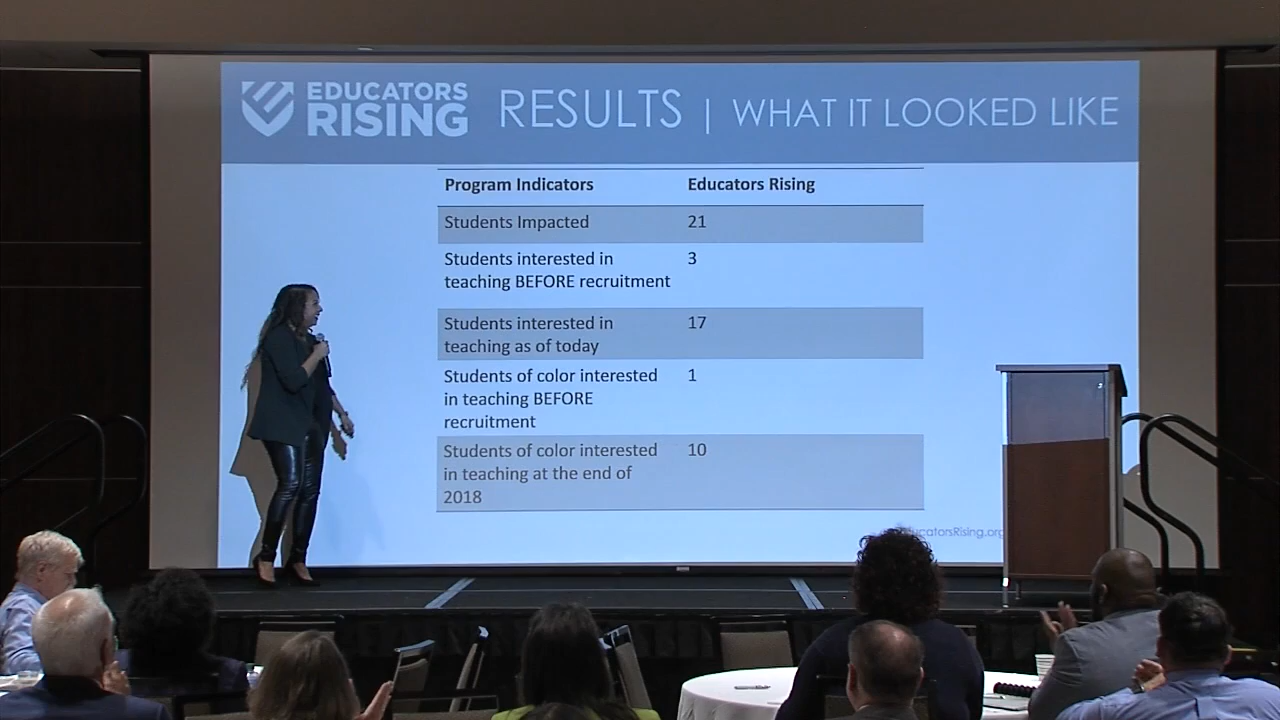 EDUCATORS
RISING
RESULTS | WHAT IT LOOKED LIKE
Program Indicators Educators Rising
Students Impacted 21
Students interested in 3
teaching BEFORE recruitment
Students interested in 17
teaching as of today
Students of color interested 1
in teaching BEFORE
recruitment
Students of color interested 10
in teaching at the end of
2018